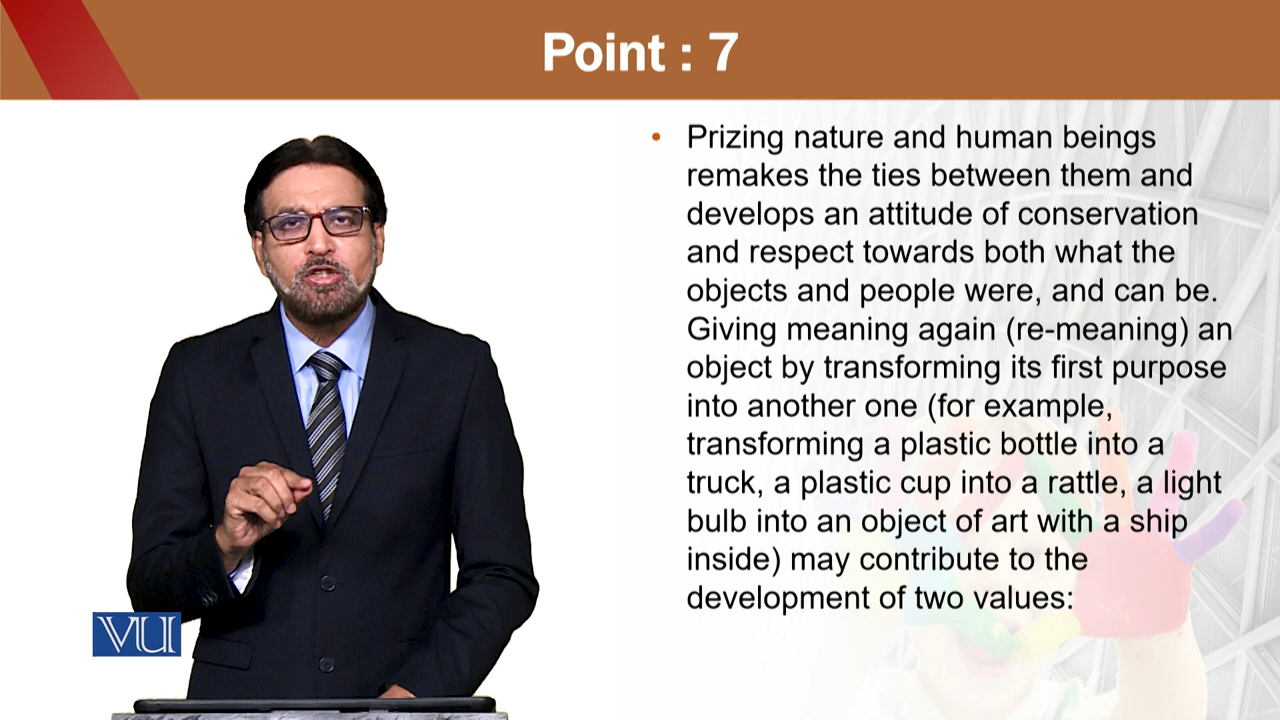 Point : 7
• Prizing nature and human beings
remakes the ties between them and
develops an attitude of conservation
and respect towards both what the
objects and people were, and can be.
Giving meaning again (re-meaning) an
object by transforming its first purpose
into another one (for example,
transforming a plastic bottle into a
truck, a plastic cup into a rattle, a light
bulb into an object of art with a ship
inside) may contribute to the
development of two values:
VU